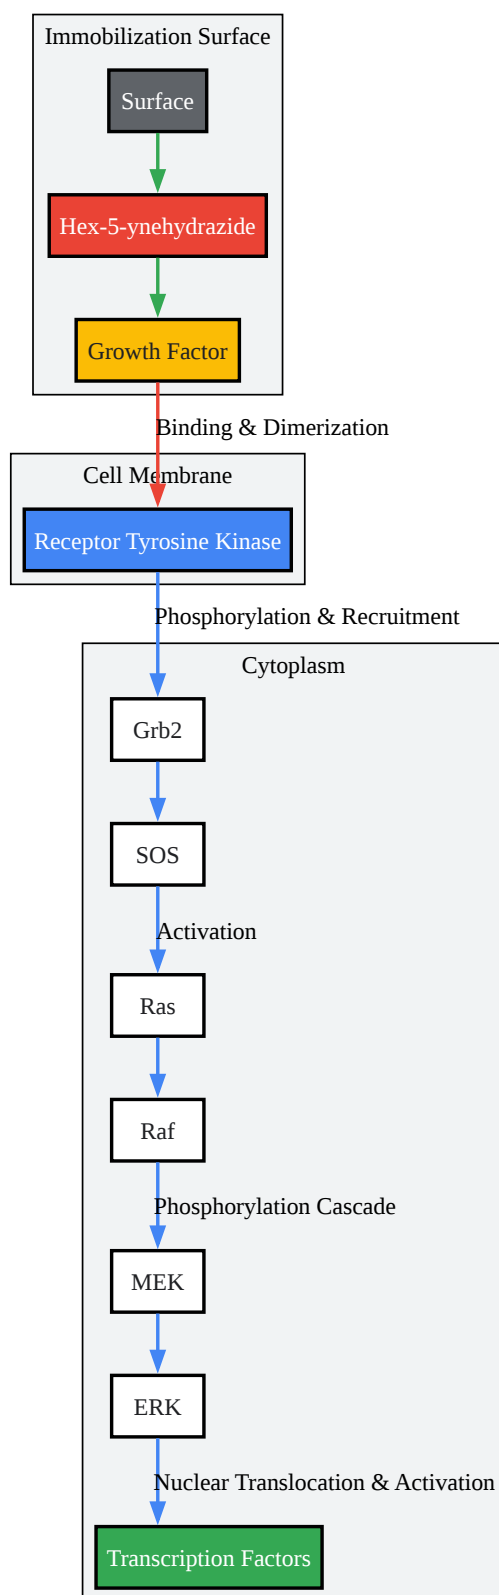 Immobilization Surface
Surface
Hex-5-ynehydrazide
Growth Factor
Binding & Dimerization
Cell Membrane
Receptor Tyrosine Kinase
Phosphorylation & Recruitment
Cytoplasm
Grb2
SOS
Activation
Ras
Raf
Phosphorylation Cascade
MEK
ERK
Nuclear Translocation & Activation
Transcription Factors